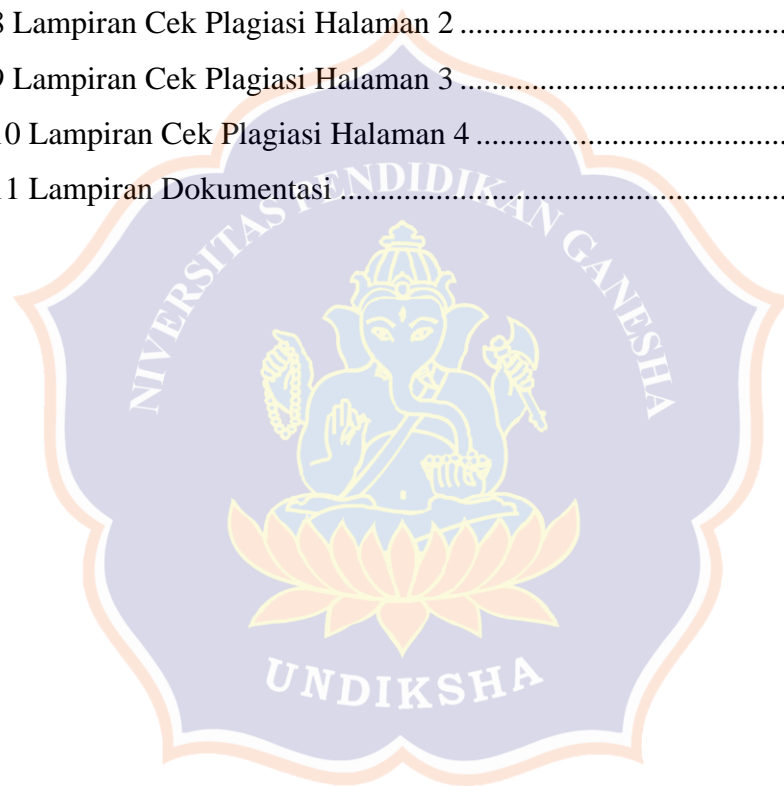 8 Lampiran Cek Plagiasi Halaman 2 ........................................
9 Lampiran Cek Plagiasi Halaman 3 ........................................
10 Lampiran Cek Plagiasi Halaman 4 ......................................
11 Lampiran Dokumentasi .......................................................
NIVERSITAS PENDIDIKAN GANESHA
UNDIKSHA